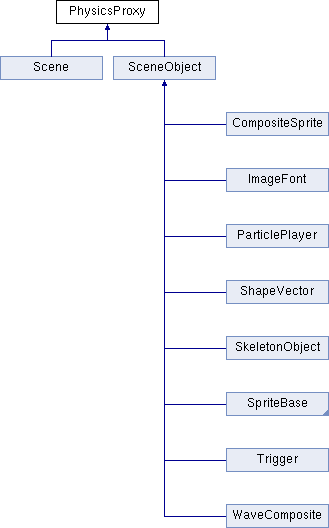 PhysicsProxy
Scene
SceneObject
CompositeSprite
ImageFont
ParticlePlayer
ShapeVector
SkeletonObject
SpriteBase
Trigger
WaveComposite